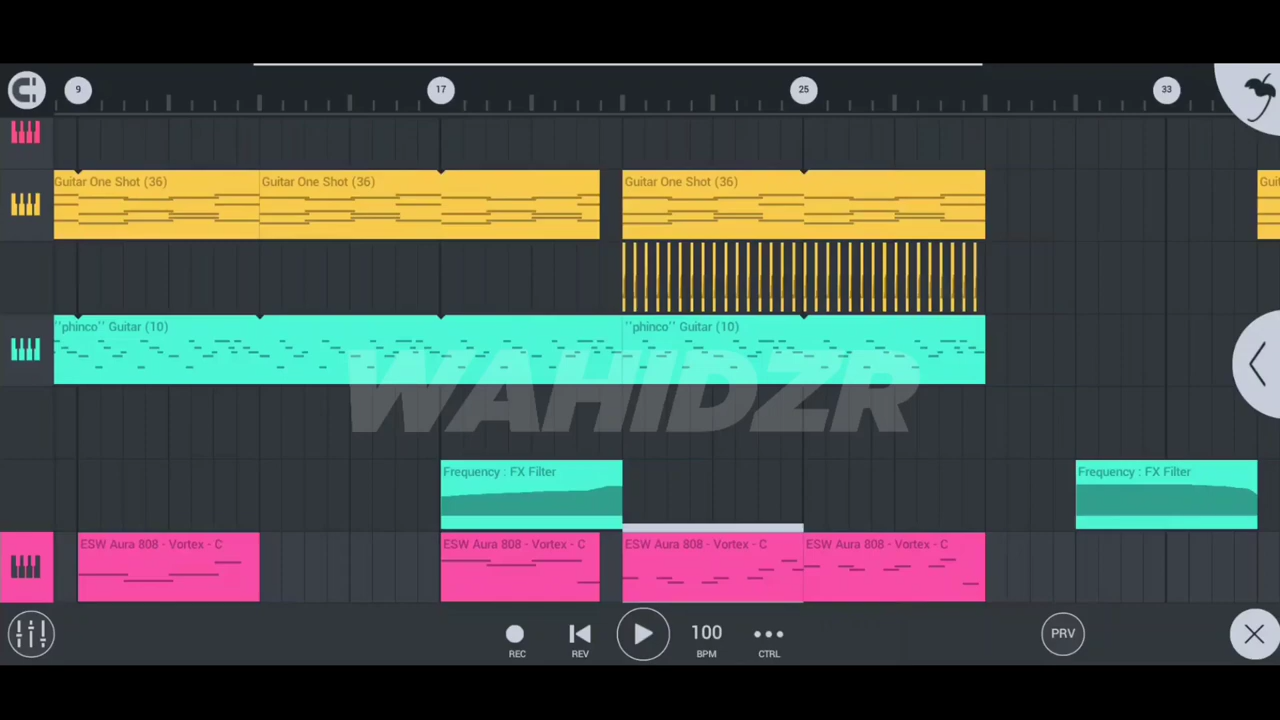 9 17 25 33
Guitar One Shot (36) Guitar One Shot (36) Guitar One Shot (36) Guit
''phinco'' Guitar (10) ''phinco'' Guitar (10)
WAHIDZR
Frequency : FX Filter Frequency : FX Filter
ESW Aura 808 - Vortex - C ESW Aura 808 - Vortex - C ESW Aura 808 - Vortex - C ESW Aura 808 - Vortex - C
100 PRV
REC REV BPM CTRL